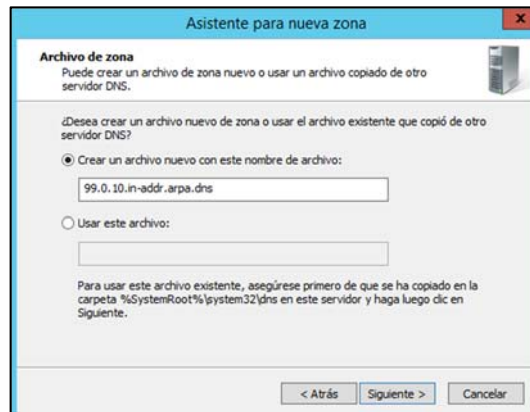 Asistente para nueva zona
x
Archivo de zona
Puede crear un archivo de zona nuevo o usar un archivo copiado de otro
servidor DNS.
¿Desea crear un archivo nuevo de zona o usar el archivo existente que copió de otro
servidor DNS?
Crear un archivo nuevo con este nombre de archivo:
99.0.10.in-addr.arpa.dns
Usar este archivo:
Para usar este archivo existente, asegúrese primero de que se ha copiado en la
carpeta %SystemRoot%\system32\dns en este servidor y haga luego clic en
Siguiente.
< Atrás Siguiente > Cancelar